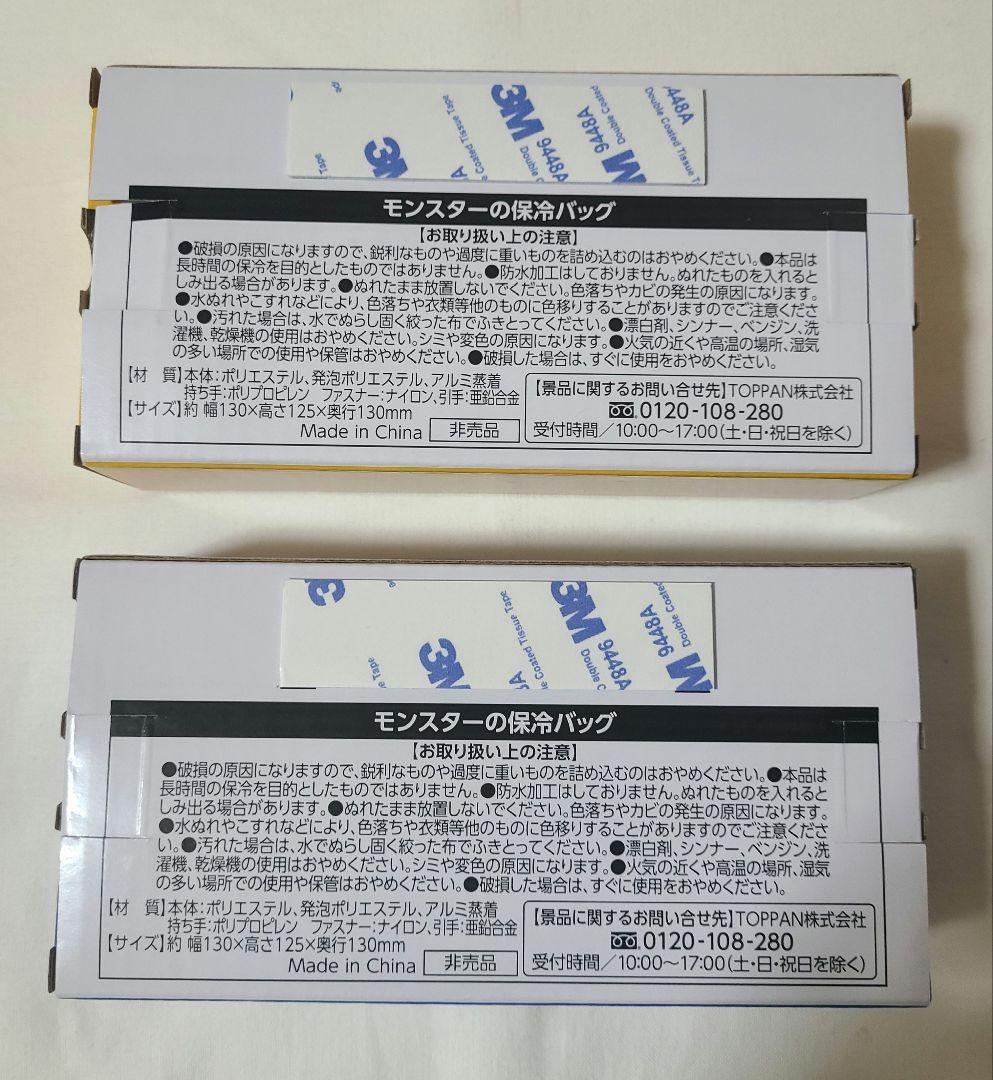 Tape
3M
Coated Tissue Tape
3M
9448A
Double C
9448A
Double Coated
448A
Double Coated Tissue T
モンスターの保冷バッグ
【お取り扱い上の注意】
●破損の原因になりますので、鋭利なものや過度に重いものを詰め込むのはおやめください。●本品は
長時間の保冷を目的としたものではありません。●防水加工はしておりません。ぬれたものを入れると
しみ出る場合があります。●ぬれたまま放置しないでください。色落ちやカビの発生の原因になります。
●水ぬれやこすれなどにより、色落ちや衣類等他のものに色移りすることがありますのでご注意くださ
い。●汚れた場合は、水でぬらし固く絞った布でふきとってください。●漂白剤、シンナー、ベンジン、洗
濯機、乾燥機の使用はおやめください。シミや変色の原因になります。●火気の近くや高温の場所、湿気
の多い場所での使用や保管はおやめください。●破損した場合は、すぐに使用をおやめください。
【材 質】本体:ポリエステル、発泡ポリエステル、アルミ蒸着
持ち手:ポリプロピレン ファスナー:ナイロン、引手:亜鉛合金
【サイズ】約 幅130×高さ125×奥行130mm
Made in China 非売品
【景品に関するお問い合せ先】TOPPAN株式会社
0120-108-280
受付時間／10:00〜17:00(土・日・祝日を除く)
3M
Tape
3M
Coated Tissue Tape
3M
9448A
Double C
9448A
Double Coated
モンスターの保冷バッグ
【お取り扱い上の注意】
●破損の原因になりますので、鋭利なものや過度に重いものを詰め込むのはおやめください。●本品は
長時間の保冷を目的としたものではありません。●防水加工はしておりません。ぬれたものを入れると
しみ出る場合があります。●ぬれたまま放置しないでください。色落ちやカビの発生の原因になります。
●水ぬれやこすれなどにより、色落ちや衣類等他のものに色移りすることがありますのでご注意くださ
い。●汚れた場合は、水でぬらし固く絞った布でふきとってください。●漂白剤、シンナー、ベンジン、洗
濯機、乾燥機の使用はおやめください。シミや変色の原因になります。●火気の近くや高温の場所、湿気
の多い場所での使用や保管はおやめください。●破損した場合は、すぐに使用をおやめください。
【材 質】本体:ポリエステル、発泡ポリエステル、アルミ蒸着
持ち手:ポリプロピレン ファスナー:ナイロン、引手:亜鉛合金
【サイズ】約 幅130×高さ125×奥行130mm
Made in China 非売品
【景品に関するお問い合せ先】TOPPAN株式会社
0120-108-280
受付時間／10:00〜17:00(土・日・祝日を除く)